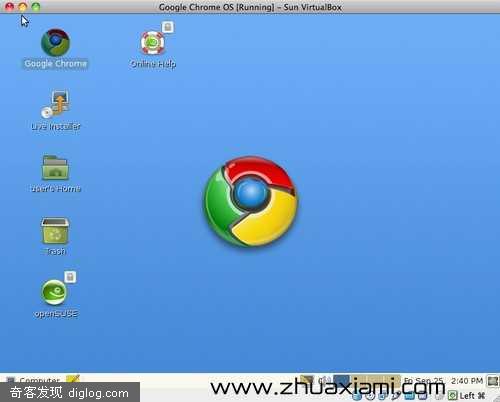 Google Chrome OS [Running] – Sun VirtualBox
Google Chrome
Online Help
Live Installer
user's Home
Trash
openSUSE
Computer
Fri Sep 25, 2:40 PM
奇客发现 diglog.com
www.zhuaxiami.com
Left ⌘